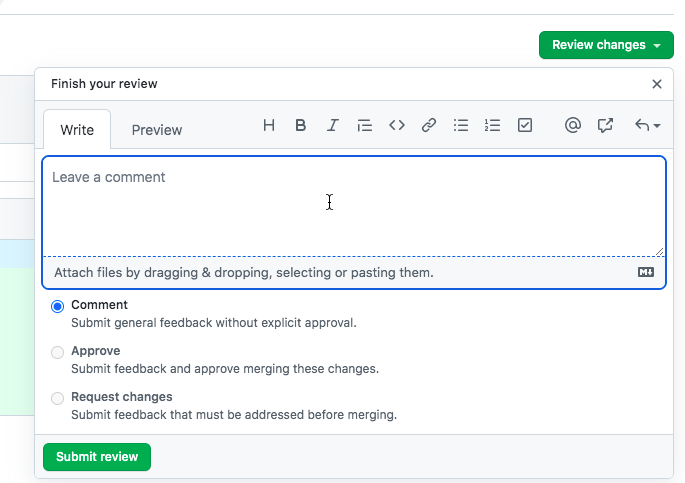 Review changes
Finish your review
Write
Preview
H B I
@
Leave a comment
Attach files by dragging & dropping, selecting or pasting them.
M↓
Comment
Submit general feedback without explicit approval.
Approve
Submit feedback and approve merging these changes.
Request changes
Submit feedback that must be addressed before merging.
Submit review